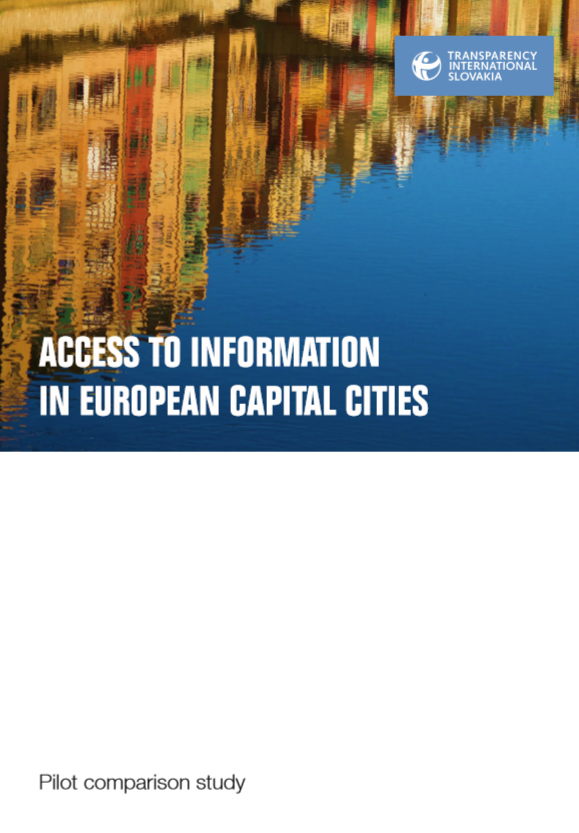 TRANSPARENCY
INTERNATIONAL
SLOVAKIA
ACCESS TO INFORMATION
IN EUROPEAN CAPITAL CITIES
Pilot comparison study